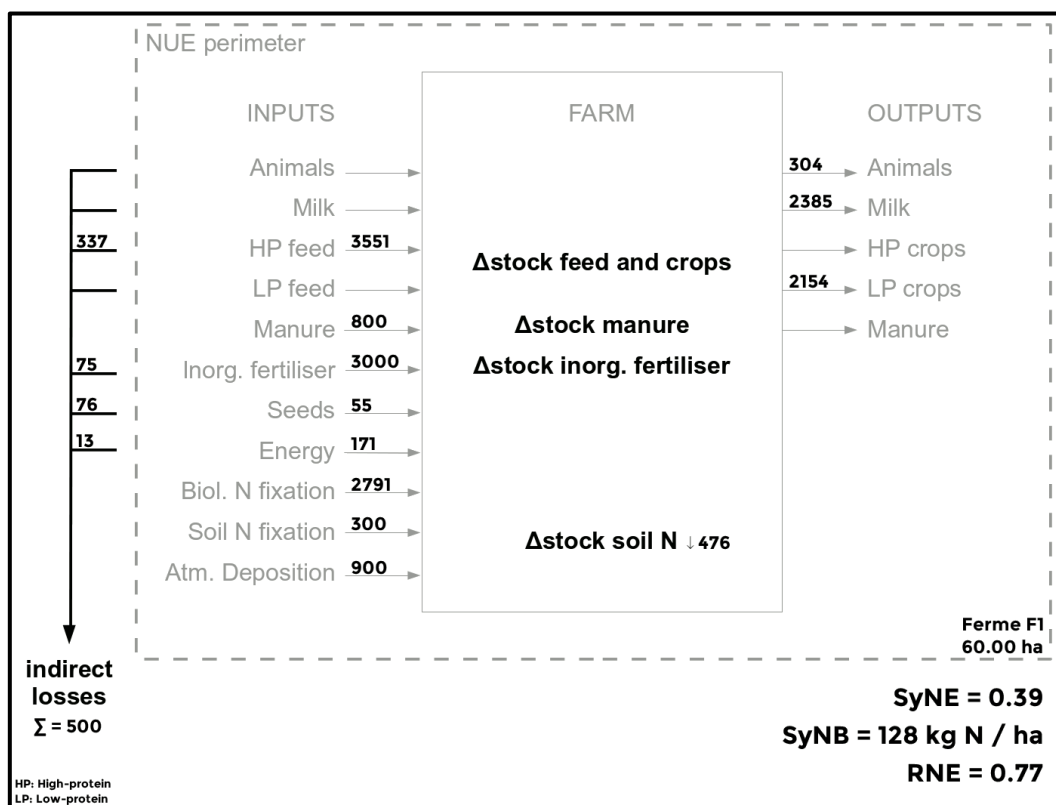 NUE perimeter
INPUTS FARM OUTPUTS
Animals 304 Animals
Milk 2385 Milk
337 HP feed 3551 HP crops
Δstock feed and crops
LP feed 2154 LP crops
Manure 800 Δstock manure Manure
75 Inorg. fertiliser 3000 Δstock inorg. fertiliser
76 Seeds 55
13 Energy 171
Biol. N fixation 2791
Soil N fixation 300 Δstock soil N ↓ 476
Atm. Deposition 900
Ferme F1
60.00 ha
indirect
losses
∑ = 500
SyNE = 0.39
SyNB = 128 kg N / ha
RNE = 0.77
HP: High-protein
LP: Low-protein